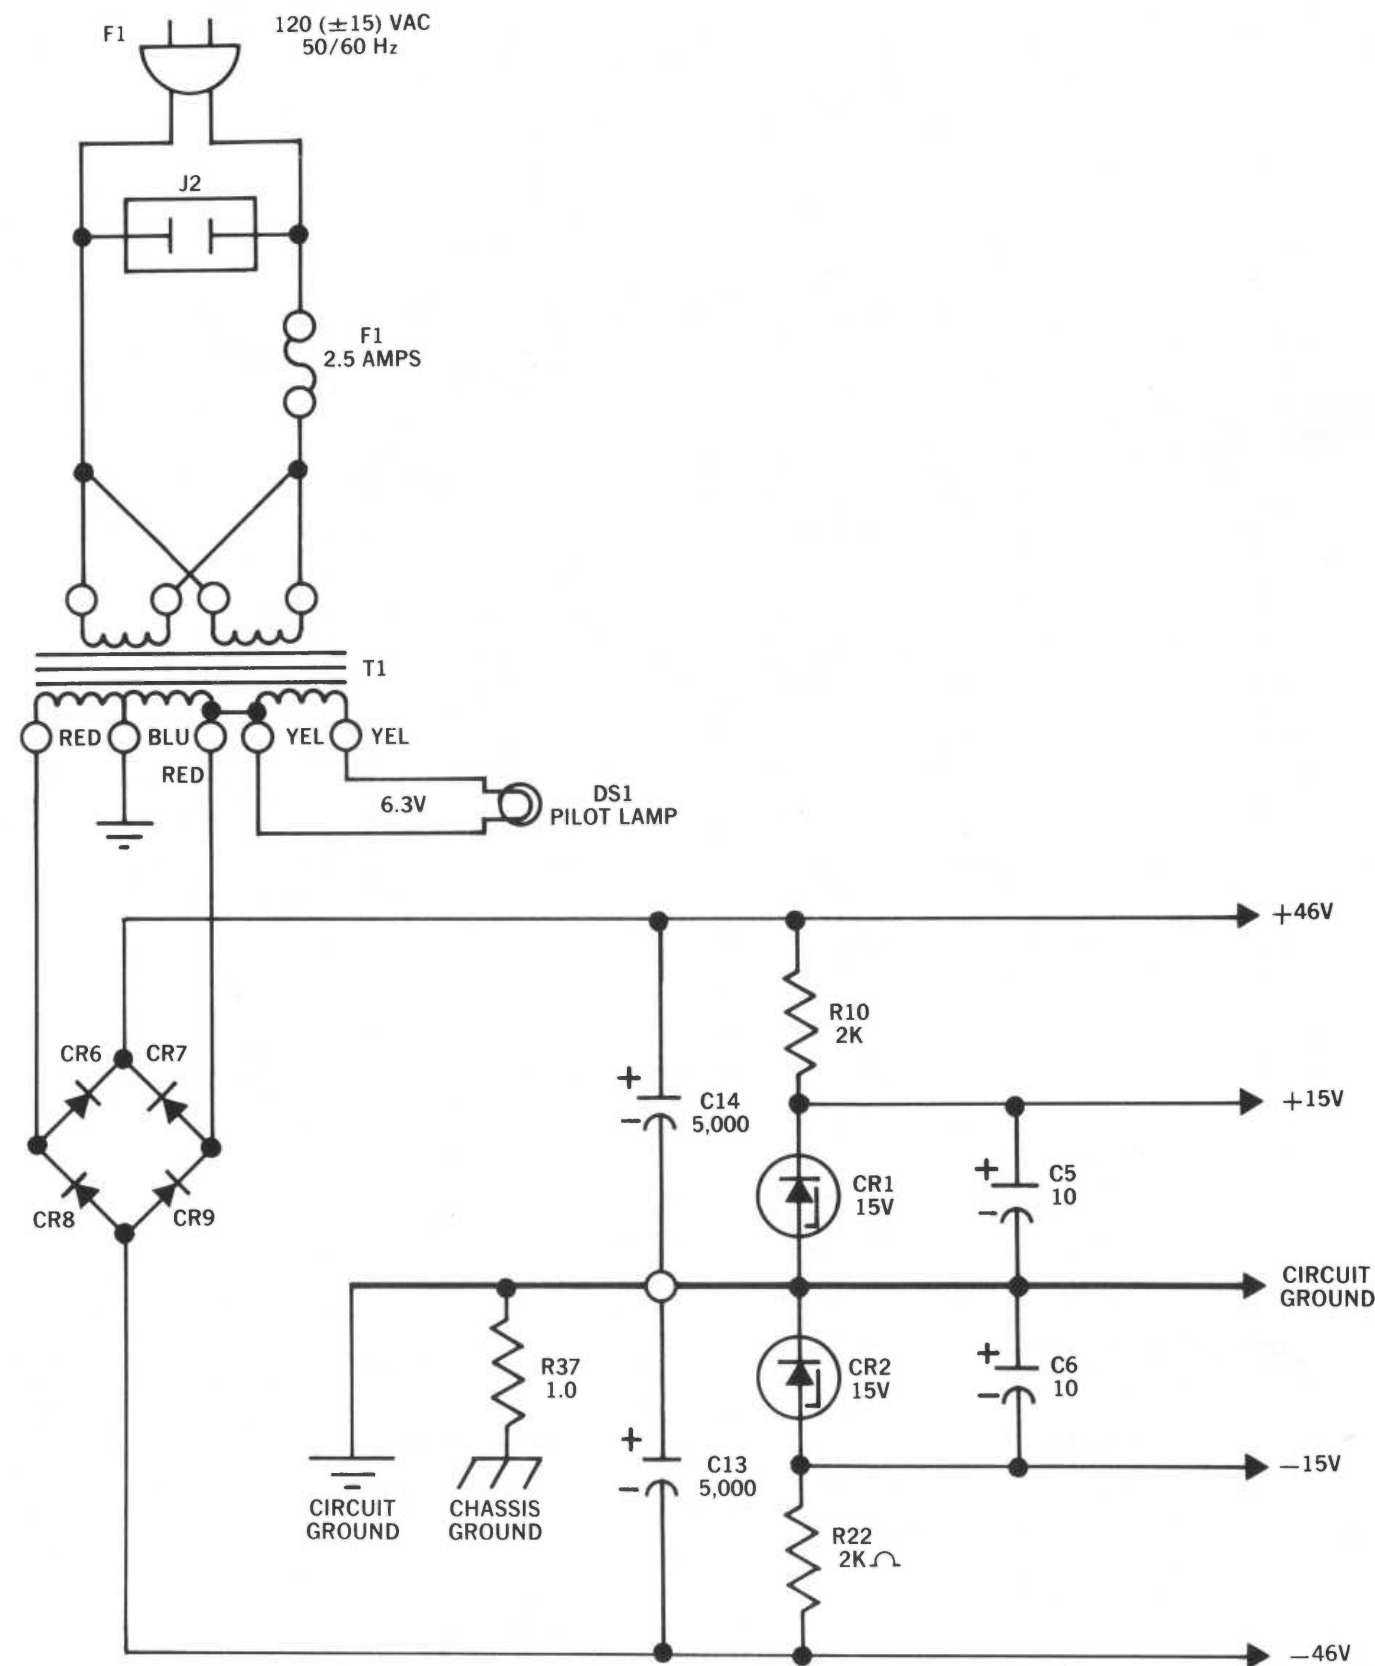 F1
120 (±15) VAC
50/60 Hz
J2
F1
2.5 AMPS
T1
RED
BLU
YEL
YEL
RED
6.3V
DS1
PILOT LAMP
+46V
R10
2K
CR6
CR7
+
C14
−
5,000
+15V
+
C5
10
−
CR1
15V
CR8
CR9
CIRCUIT
GROUND
R37
1.0
CR2
15V
+
C6
10
−
+
C13
−
5,000
−15V
CIRCUIT
GROUND
CHASSIS
GROUND
R22
2KΩ
−46V